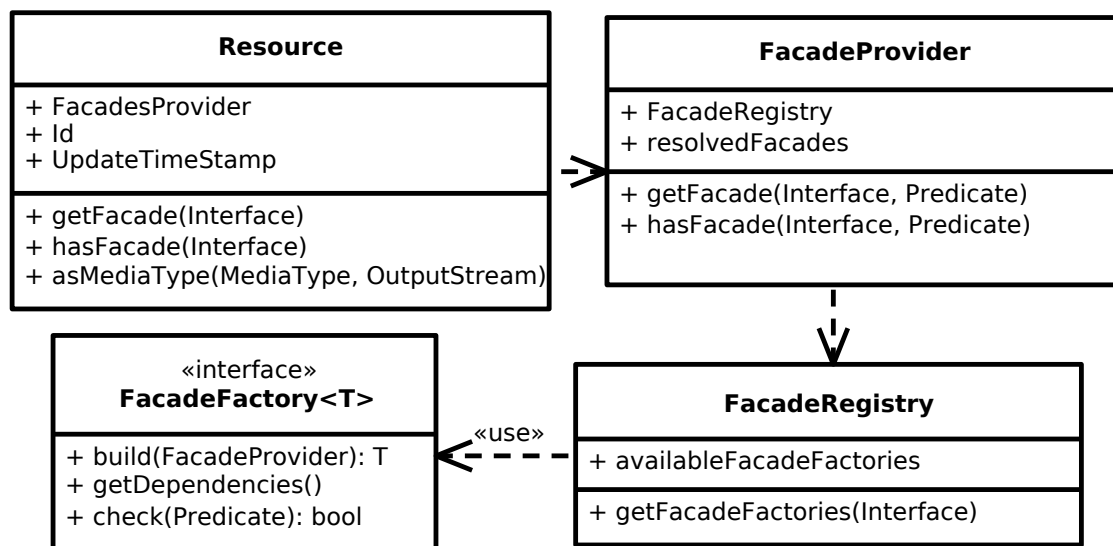 Resource
+ FacadesProvider
+ Id
+ UpdateTimeStamp
+ getFacade(Interface)
+ hasFacade(Interface)
+ asMediaType(MediaType, OutputStream)
FacadeProvider
+ FacadeRegistry
+ resolvedFacades
+ getFacade(Interface, Predicate)
+ hasFacade(Interface, Predicate)
«interface»
FacadeFactory<T>
+ build(FacadeProvider): T
+ getDependencies()
+ check(Predicate): bool
«use»
FacadeRegistry
+ availableFacadeFactories
+ getFacadeFactories(Interface)